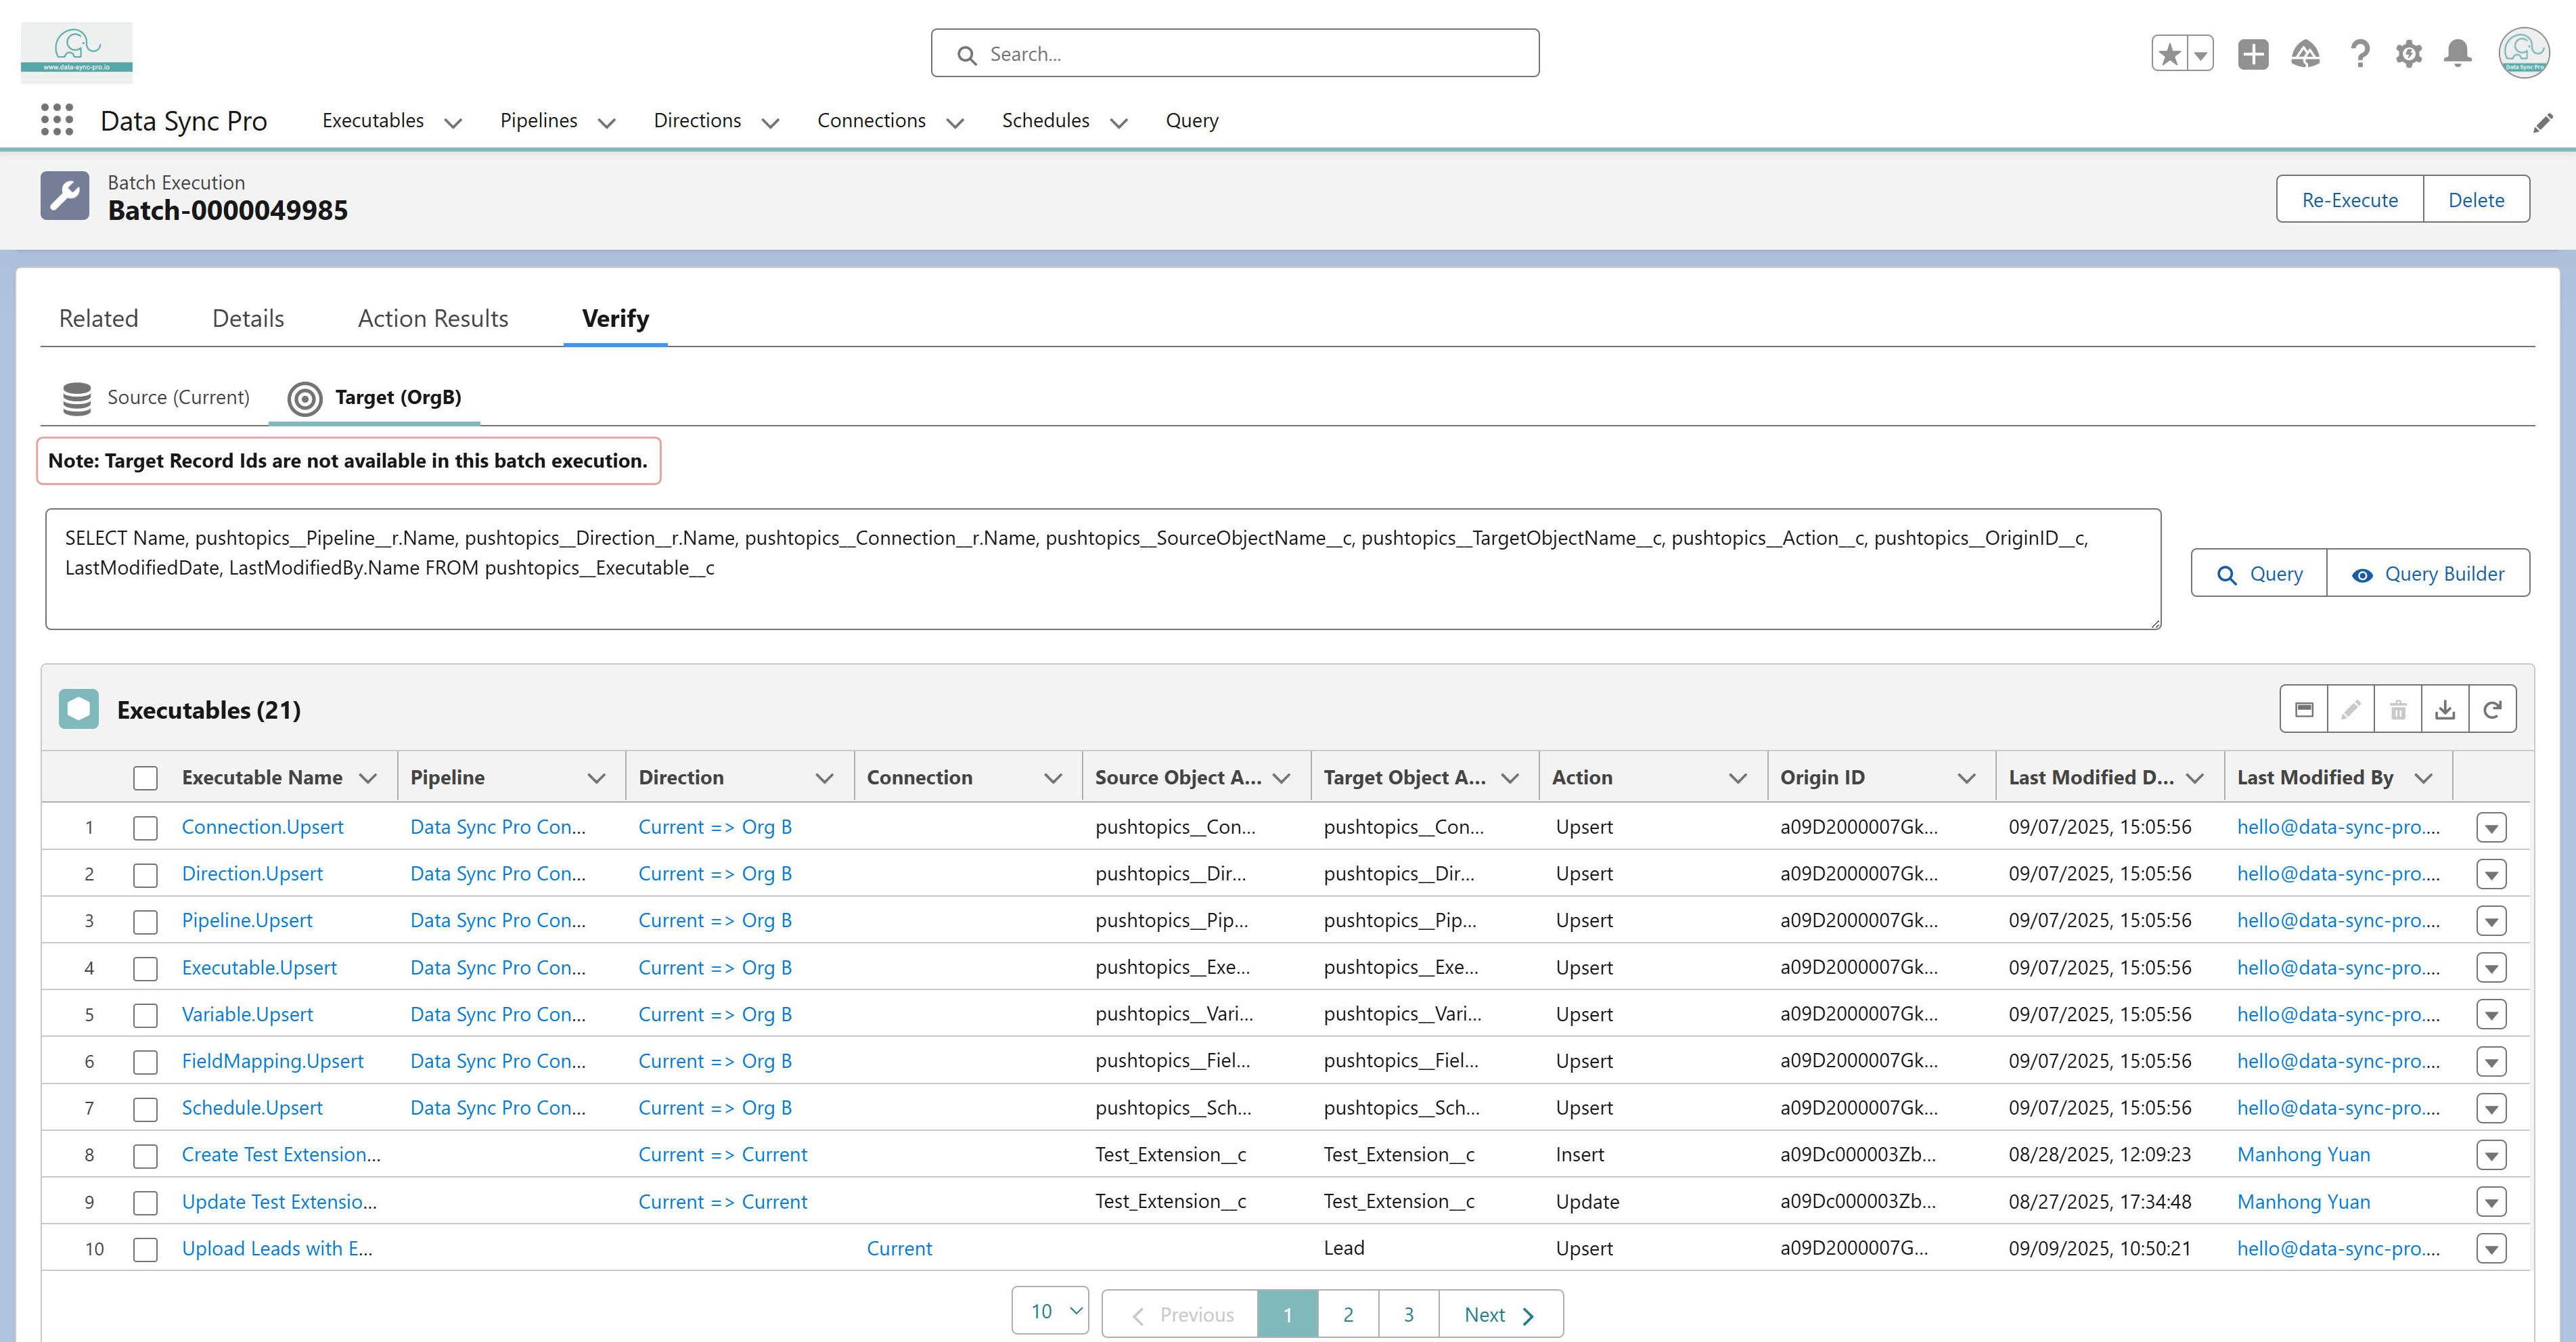 www.data-sync-pro.io
Search...
Data Sync Pro
Data Sync Pro Executables Pipelines Directions Connections Schedules Query
Batch Execution
Batch-0000049985
Re-Execute Delete
Related Details Action Results Verify
Source (Current) Target (OrgB)
Note: Target Record Ids are not available in this batch execution.
SELECT Name, pushtopics__Pipeline__r.Name, pushtopics__Direction__r.Name, pushtopics__Connection__r.Name, pushtopics__SourceObjectName__c, pushtopics__TargetObjectName__c, pushtopics__Action__c, pushtopics__OriginID__c,
LastModifiedDate, LastModifiedBy.Name FROM pushtopics__Executable__c
Query Query Builder
Executables (21)
Executable Name Pipeline Direction Connection Source Object A... Target Object A... Action Origin ID Last Modified D... Last Modified By
1 Connection.Upsert Data Sync Pro Con... Current => Org B pushtopics__Con... pushtopics__Con... Upsert a09D2000007Gk... 09/07/2025, 15:05:56 hello@data-sync-pro....
2 Direction.Upsert Data Sync Pro Con... Current => Org B pushtopics__Dir... pushtopics__Dir... Upsert a09D2000007Gk... 09/07/2025, 15:05:56 hello@data-sync-pro....
3 Pipeline.Upsert Data Sync Pro Con... Current => Org B pushtopics__Pip... pushtopics__Pip... Upsert a09D2000007Gk... 09/07/2025, 15:05:56 hello@data-sync-pro....
4 Executable.Upsert Data Sync Pro Con... Current => Org B pushtopics__Exe... pushtopics__Exe... Upsert a09D2000007Gk... 09/07/2025, 15:05:56 hello@data-sync-pro....
5 Variable.Upsert Data Sync Pro Con... Current => Org B pushtopics__Vari... pushtopics__Vari... Upsert a09D2000007Gk... 09/07/2025, 15:05:56 hello@data-sync-pro....
6 FieldMapping.Upsert Data Sync Pro Con... Current => Org B pushtopics__Fiel... pushtopics__Fiel... Upsert a09D2000007Gk... 09/07/2025, 15:05:56 hello@data-sync-pro....
7 Schedule.Upsert Data Sync Pro Con... Current => Org B pushtopics__Sch... pushtopics__Sch... Upsert a09D2000007Gk... 09/07/2025, 15:05:56 hello@data-sync-pro....
8 Create Test Extension... Current => Current Test_Extension__c Test_Extension__c Insert a09Dc000003Zb... 08/28/2025, 12:09:23 Manhong Yuan
9 Update Test Extensio... Current => Current Test_Extension__c Test_Extension__c Update a09Dc000003Zb... 08/27/2025, 17:34:48 Manhong Yuan
10 Upload Leads with E... Current Lead Upsert a09D2000007G... 09/09/2025, 10:50:21 hello@data-sync-pro....
10 Previous 1 2 3 Next